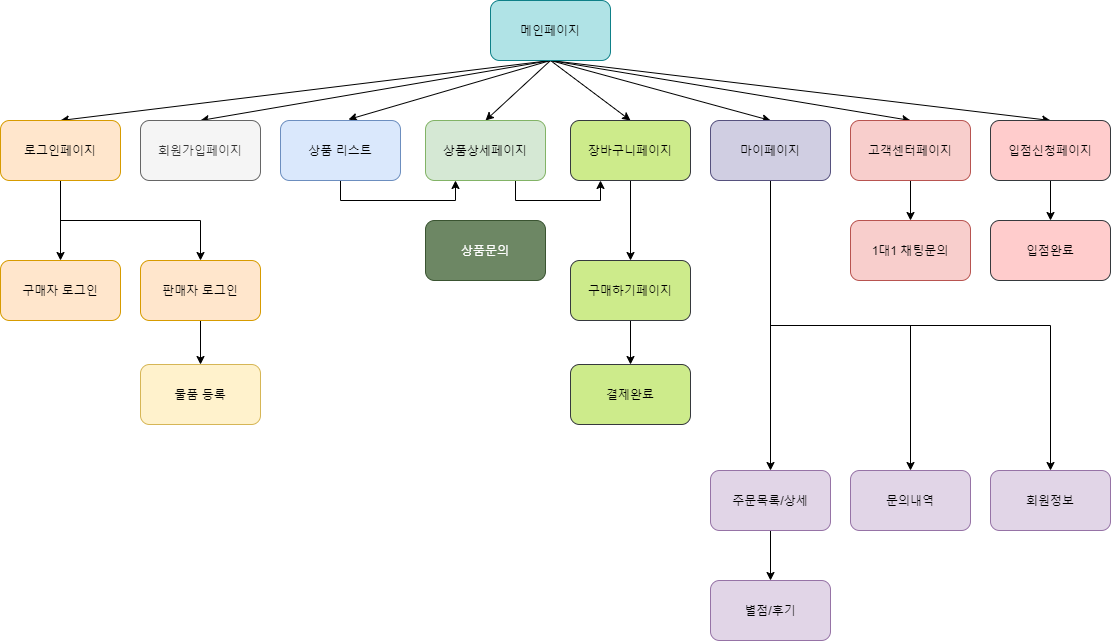 메인페이지
로그인페이지
회원가입페이지
상품 리스트
상품상세페이지
장바구니페이지
마이페이지
고객센터페이지
입점신청페이지
상품문의
1대1 채팅문의
입점완료
구매자 로그인
판매자 로그인
구매하기페이지
물품 등록
결제완료
주문목록/상세
문의내역
회원정보
별점/후기